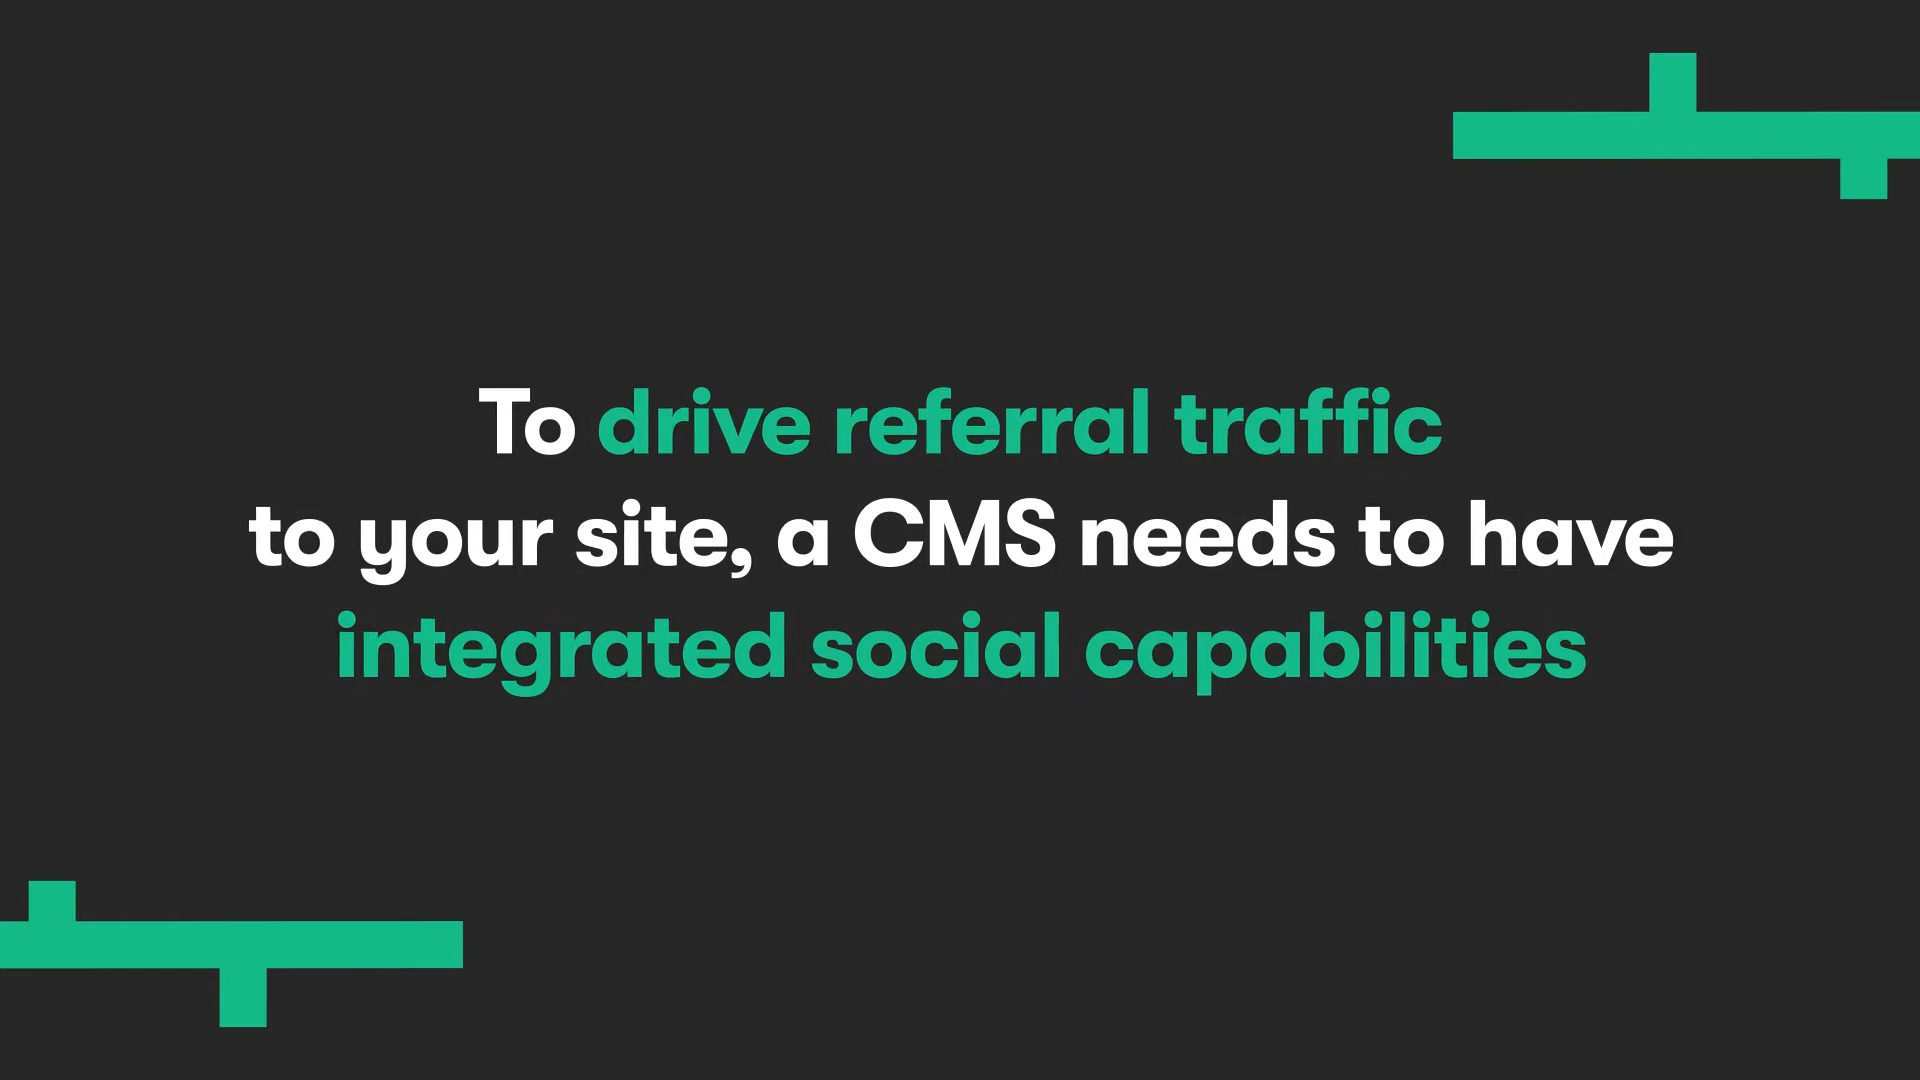 To drive referral traffic
to your site, a CMS needs to have
integrated social capabilities